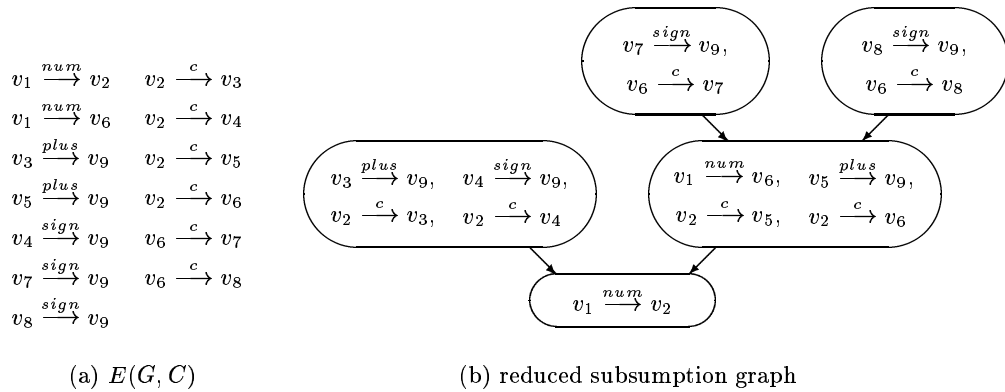 v₁ —num→ v₂    v₂ —c→ v₃
v₁ —num→ v₆    v₂ —c→ v₄
v₃ —plus→ v₉    v₂ —c→ v₅
v₅ —plus→ v₉    v₂ —c→ v₆
v₄ —sign→ v₉    v₆ —c→ v₇
v₇ —sign→ v₉    v₆ —c→ v₈
v₈ —sign→ v₉
(a) E(G, C)
v₇ —sign→ v₉,
v₆ —c→ v₇
v₈ —sign→ v₉,
v₆ —c→ v₈
v₃ —plus→ v₉,    v₄ —sign→ v₉,
v₂ —c→ v₃,    v₂ —c→ v₄
v₁ —num→ v₆,    v₅ —plus→ v₉,
v₂ —c→ v₅,    v₂ —c→ v₆
v₁ —num→ v₂
(b) reduced subsumption graph